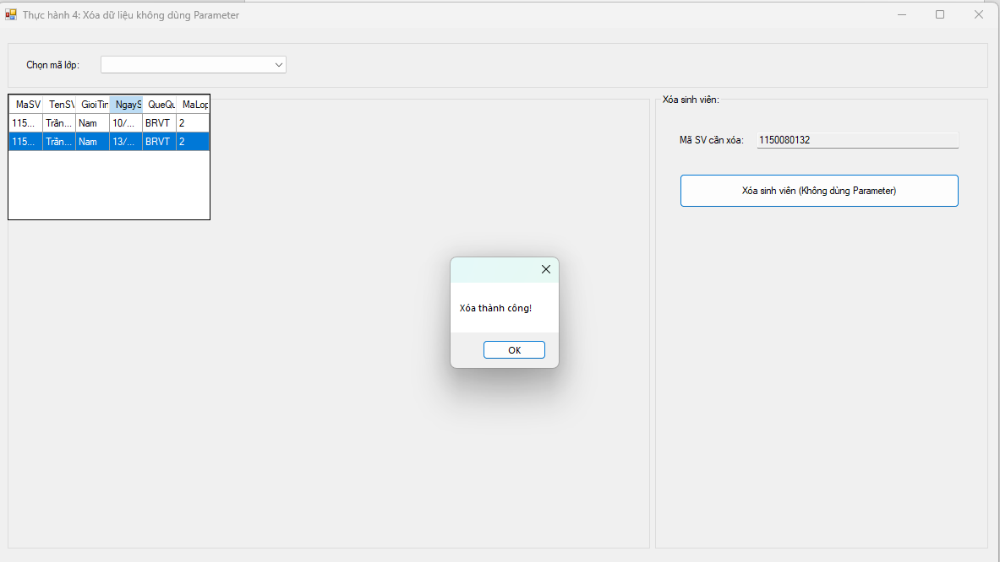 Thực hành 4: Xóa dữ liệu không dùng Parameter
Chọn mã lớp:
MaSV TenSV GioiTin NgayS QueQu MaLop
115... Trần... Nam 10/... BRVT 2
115... Trần... Nam 13/... BRVT 2
Xóa sinh viên:
Mã SV cần xóa: 1150080132
Xóa sinh viên (Không dùng Parameter)
Xóa thành công!
OK